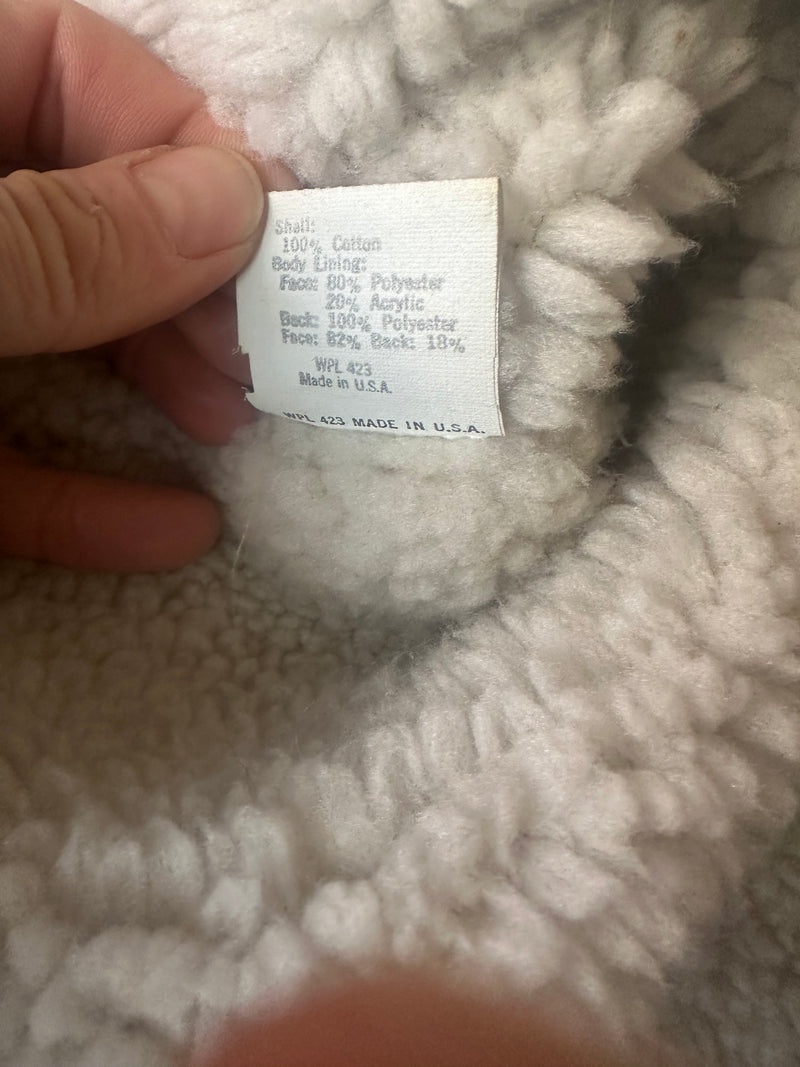 Shell:
100% Cotton
Body Lining:
Face: 80% Polyester
20% Acrylic
Back: 100% Polyester
Face: 82% Back: 18%
WPL 423
Made in U.S.A.
WPL 423 MADE IN U.S.A.